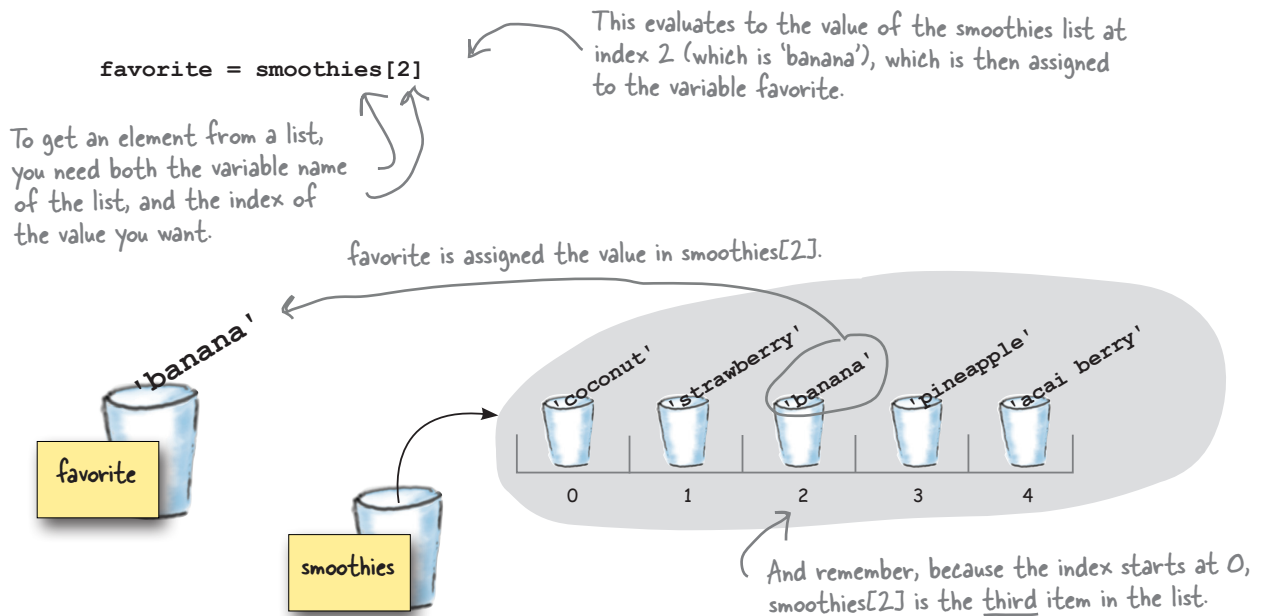 This evaluates to the value of the smoothies list at
index 2 (which is 'banana'), which is then assigned
to the variable favorite.
favorite = smoothies[2]
To get an element from a list,
you need both the variable name
of the list, and the index of
the value you want.
favorite is assigned the value in smoothies[2].
'banana'
favorite
'coconut'
'strawberry'
'banana'
'pineapple'
'acai berry'
0 1 2 3 4
smoothies
And remember, because the index starts at 0,
smoothies[2] is the third item in the list.